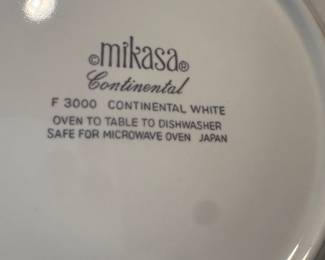 ©mikasa®
Continental
F 3000 CONTINENTAL WHITE
OVEN TO TABLE TO DISHWASHER
SAFE FOR MICROWAVE OVEN JAPAN